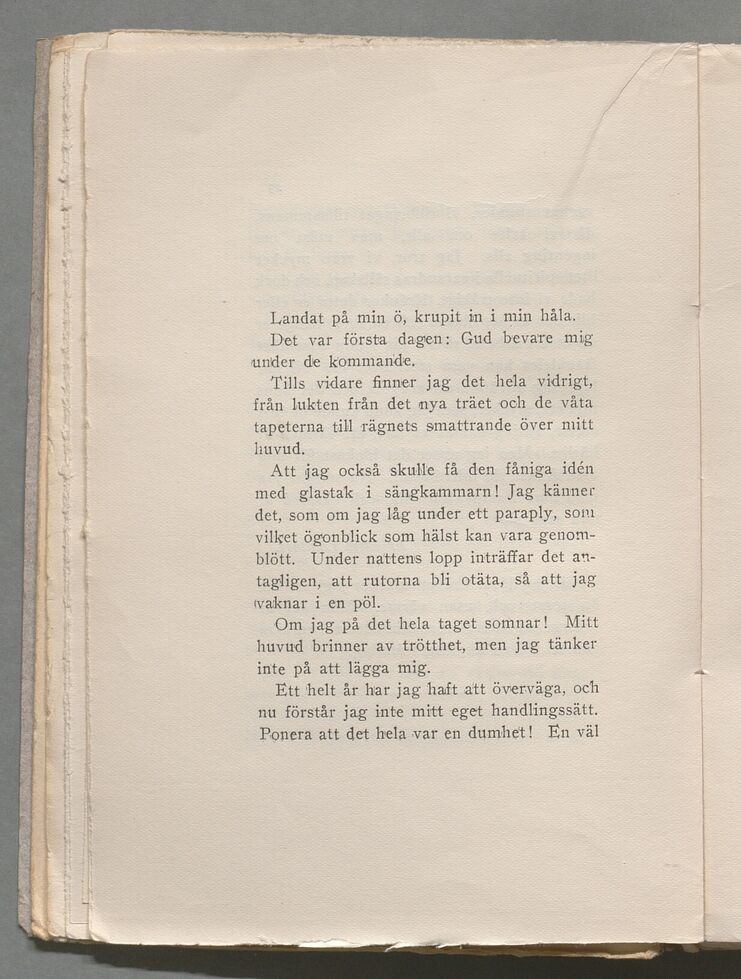 Landat på min ö, krupit in i min håla.
Det var första dagen: Gud bevare mig
under de kommande.
Tills vidare finner jag det hela vidrigt,
från lukten från det nya träet och de våta
tapeterna till rägnets smattrande över mitt
huvud.
Att jag också skulle få den fåniga idén
med glastak i sängkammarn! Jag känner
det, som om jag låg under ett paraply, som
vilket ögonblick som hälst kan vara genom-
blött. Under nattens lopp inträffar det an-
tagligen, att rutorna bli otäta, så att jag
vaknar i en pöl.
Om jag på det hela taget somnar! Mitt
huvud brinner av trötthet, men jag tänker
inte på att lägga mig.
Ett helt år har jag haft att överväga, och
nu förstår jag inte mitt eget handlingssätt.
Ponera att det hela var en dumhet! En väl